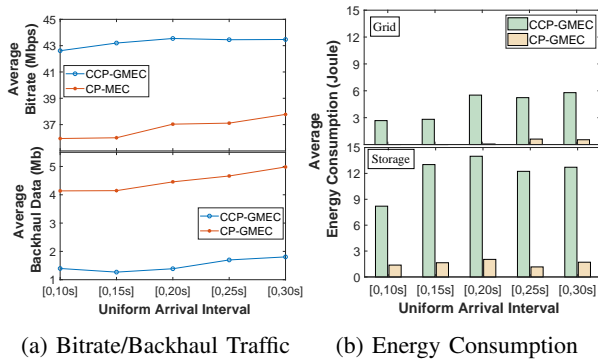 Average
Bitrate (Mbps)
45
43
41
39
37
CCP-GMEC
CP-MEC
Average
Backhaul Data (Mb)
5
4
3
2
1
CCP-GMEC
CP-GMEC
[0,10s] [0,15s] [0,20s] [0,25s] [0,30s]
Uniform Arrival Interval
(a) Bitrate/Backhaul Traffic
Average
Energy Consumption (Joule)
15
12
9
6
3
Grid
CCP-GMEC
CP-GMEC
15
12
9
6
3
0
Storage
[0,10s] [0,15s] [0,20s] [0,25s] [0,30s]
Uniform Arrival Interval
(b) Energy Consumption